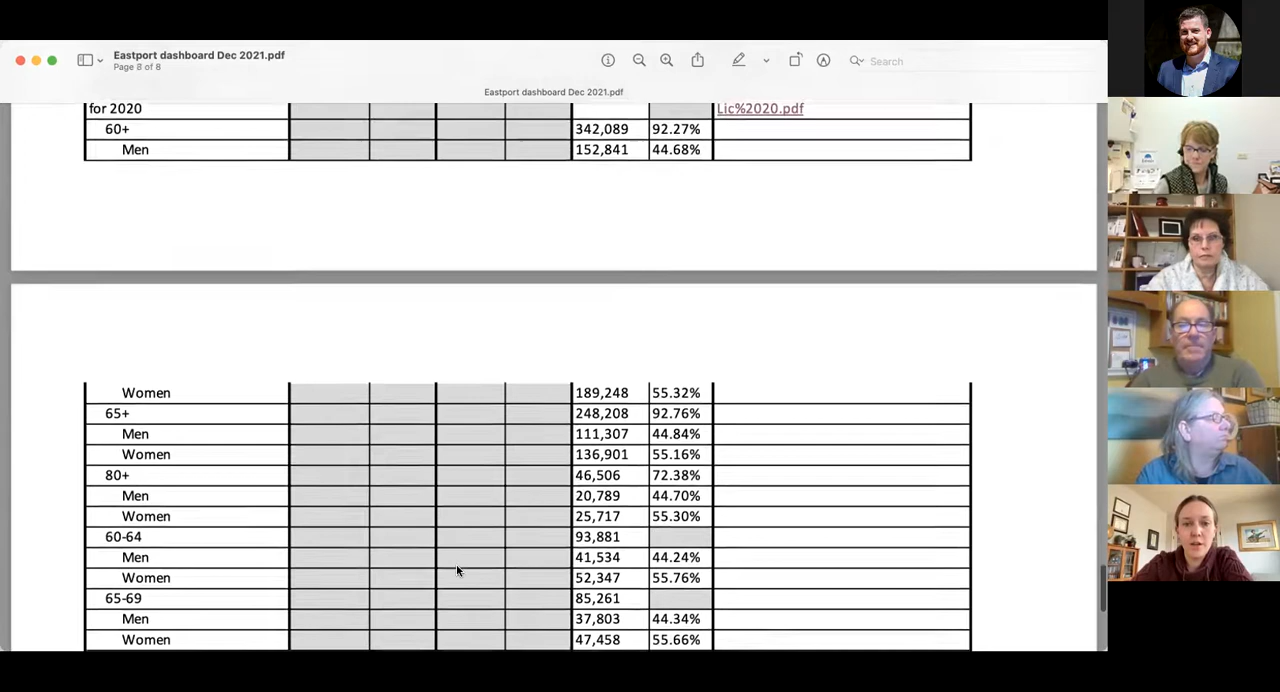 Eastport dashboard Dec 2021.pdf
Page 8 of 8
Search
Eastport dashboard Dec 2021.pdf
for 2020 Lic%2020.pdf
60+ 342,089 92.27%
Men 152,841 44.68%
Women 189,248 55.32%
65+ 248,208 92.76%
Men 111,307 44.84%
Women 136,901 55.16%
80+ 46,506 72.38%
Men 20,789 44.70%
Women 25,717 55.30%
60-64 93,881
Men 41,534 44.24%
Women 52,347 55.76%
65-69 85,261
Men 37,803 44.34%
Women 47,458 55.66%